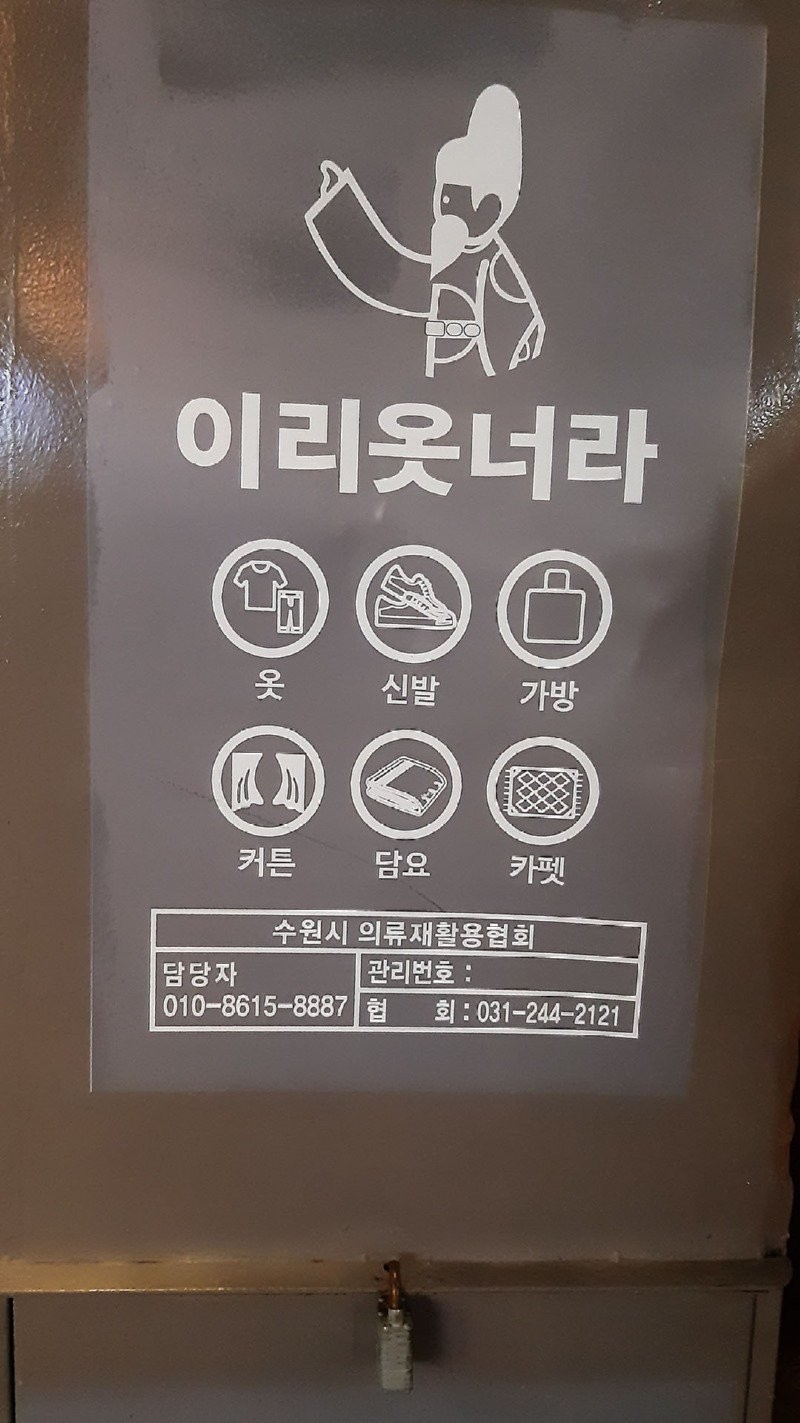 이리옷너라
옷 신발 가방
커튼 담요 카펫
수원시 의류재활용협회
담당자
010-8615-8887
관리번호 :
협 회 : 031-244-2121